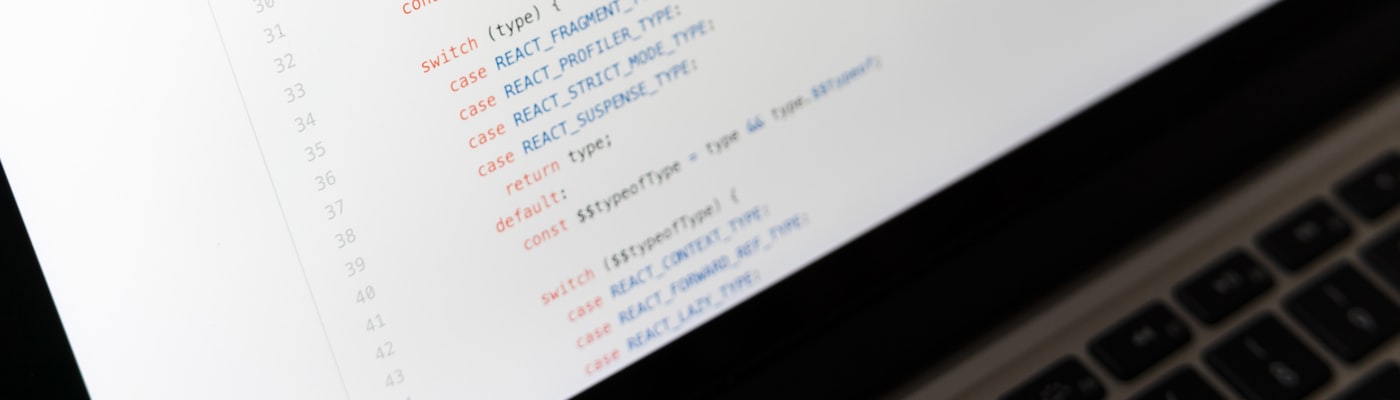 30
31
32 con
33
34 switch (type) {
35 case REACT_FRAGMENT_
36 case REACT_PROFILER_TYPE:
37 case REACT_STRICT_MODE_TYPE:
38 case REACT_SUSPENSE_TYPE:
39 return type;
40 default:
41 const $$typeofType = type && type.$$typeof;
42
43 switch ($$typeofType) {
case REACT_CONTEXT_TYPE:
case REACT_FORWARD_REF_TYPE:
case REACT_LAZY_TYPE: